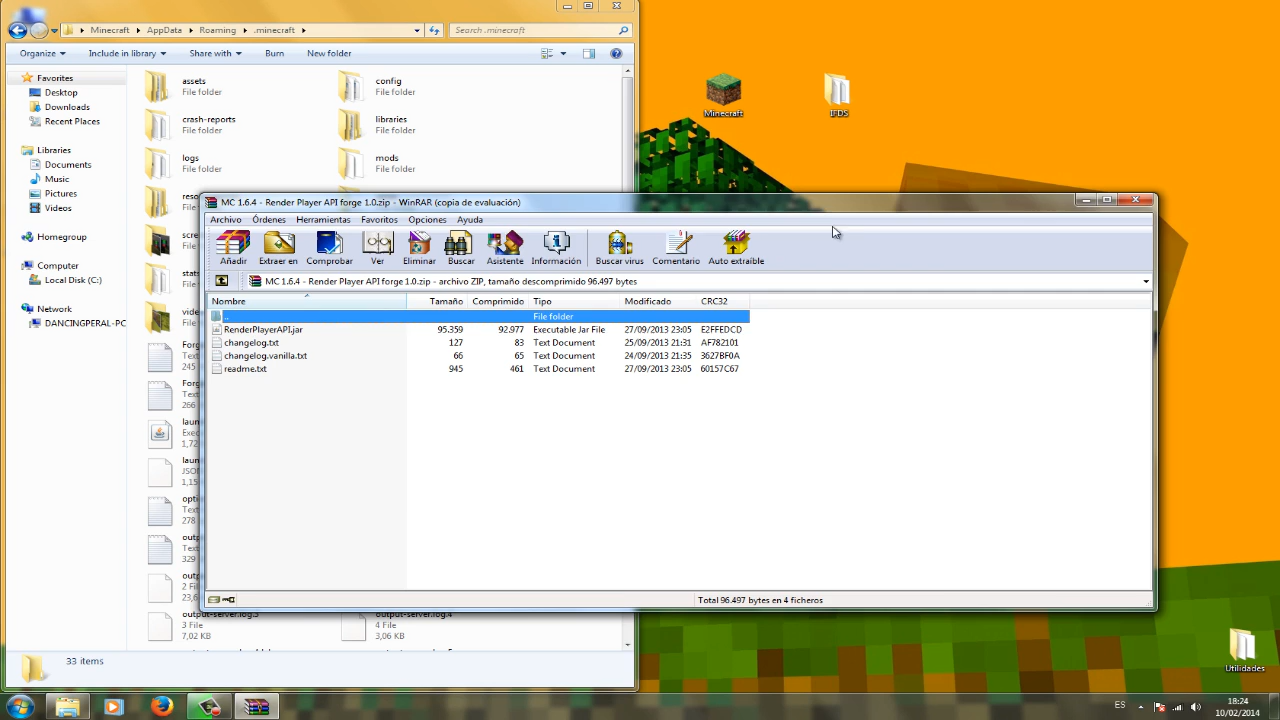 Minecraft ▸ AppData ▸ Roaming ▸ .minecraft ▸
Search .minecraft
Organize Include in library Share with Burn New folder
Favorites
Desktop
Downloads
Recent Places
Libraries
Documents
Music
Pictures
Videos
Homegroup
Computer
Local Disk (C:)
Network
DANCINGPERAL-PC
assets
File folder
config
File folder
crash-reports
File folder
libraries
File folder
logs
File folder
mods
File folder
Minecraft
IFDS
MC 1.6.4 - Render Player API forge 1.0.zip - WinRAR (copia de evaluación)
Archivo Órdenes Herramientas Favoritos Opciones Ayuda
Añadir Extraer en Comprobar Ver Eliminar Buscar Asistente Información Buscar virus Comentario Auto extraíble
MC 1.6.4 - Render Player API forge 1.0.zip - archivo ZIP, tamaño descomprimido 96.497 bytes
Nombre Tamaño Comprimido Tipo Modificado CRC32
.. File folder
RenderPlayerAPI.jar 95.359 92.977 Executable Jar File 27/09/2013 23:05 E2FFEDCD
changelog.txt 127 83 Text Document 25/09/2013 21:31 AF782101
changelog.vanilla.txt 66 65 Text Document 24/09/2013 21:35 3627BF0A
readme.txt 945 461 Text Document 27/09/2013 23:05 60157C67
Total 96.497 bytes en 4 ficheros
3 File
7,02 KB
output-server.log.4
4 File
3,06 KB
33 items
Utilidades
ES
18:24
10/02/2014